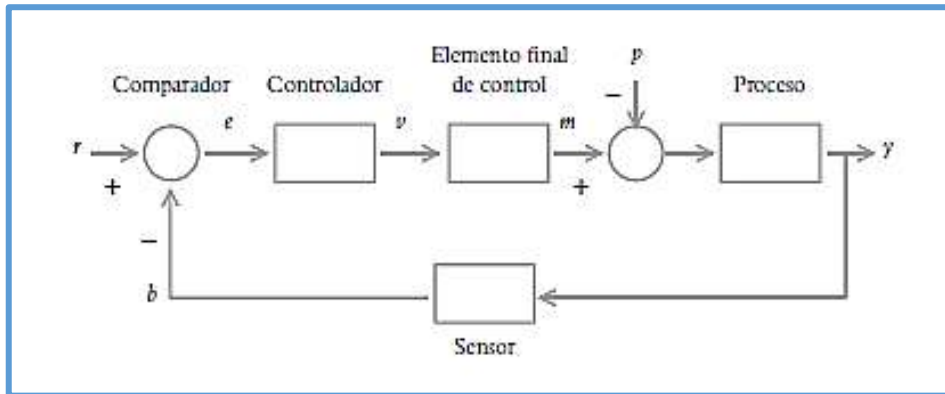 Elemento final
de control
p
Comparador
Controlador
Proceso
−
e
v
m
r
y
+
+
−
b
Sensor